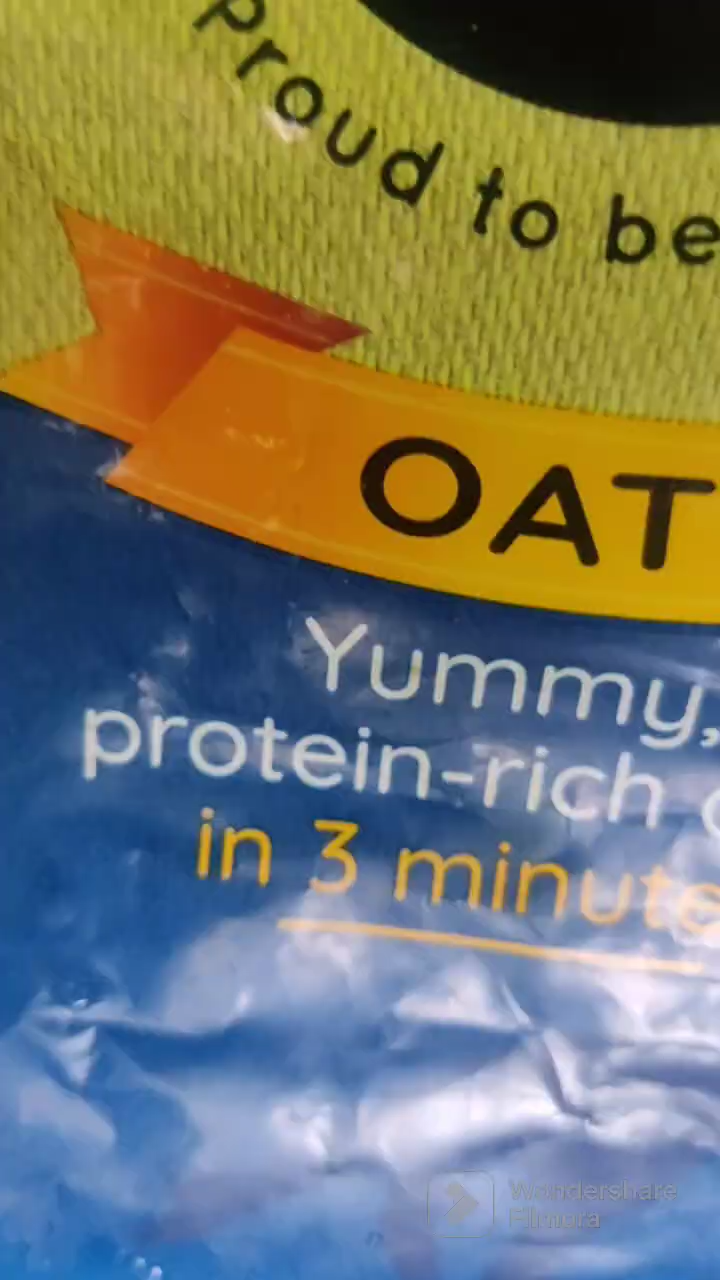 Proud to be
OAT
Yummy,
protein-rich
in 3 minute
Wondershare
Filmora